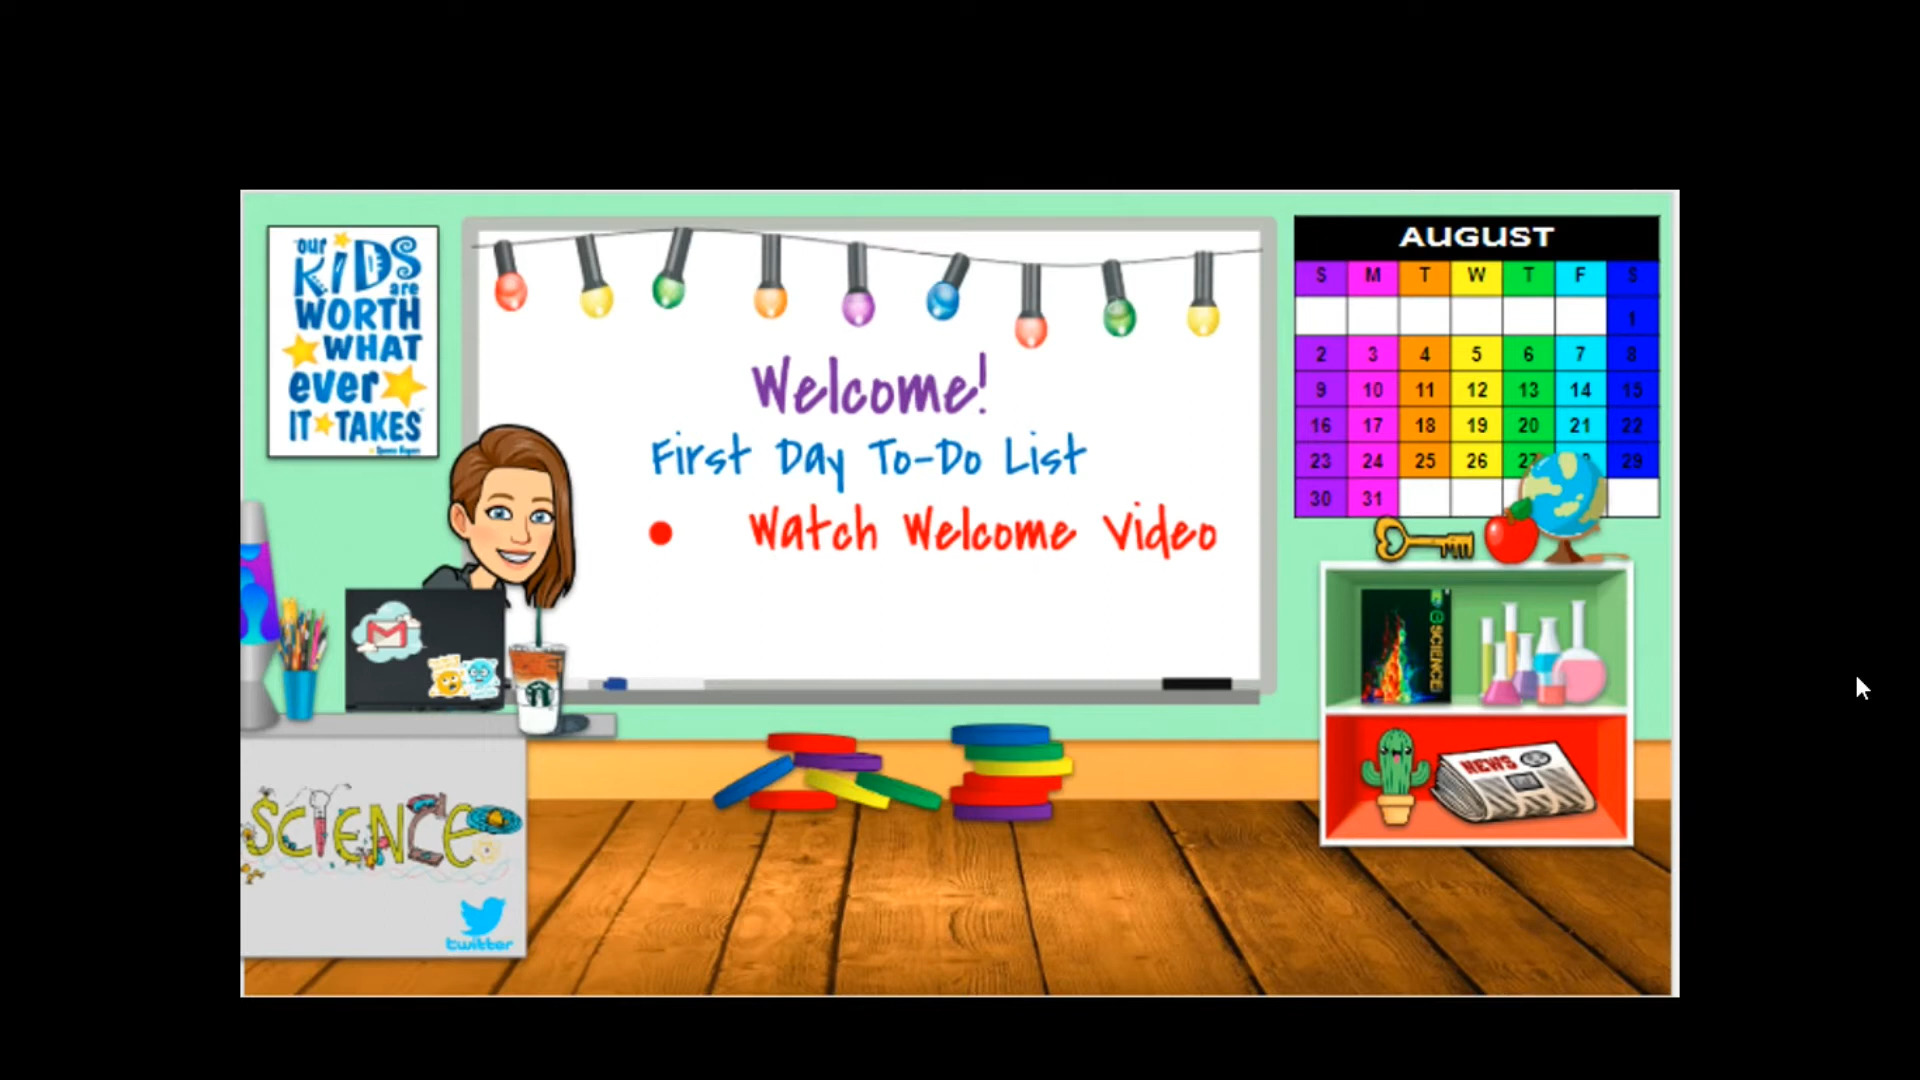 our
KiDS
are
WORTH
WHAT
ever
IT TAKES
Welcome!
First Day To-Do List
● Watch Welcome Video
AUGUST
S M T W T F S
1
2 3 4 5 6 7 8
9 10 11 12 13 14 15
16 17 18 19 20 21 22
23 24 25 26 27 29
30 31
SCIENCE
NEWS
SCIENCE
twitter